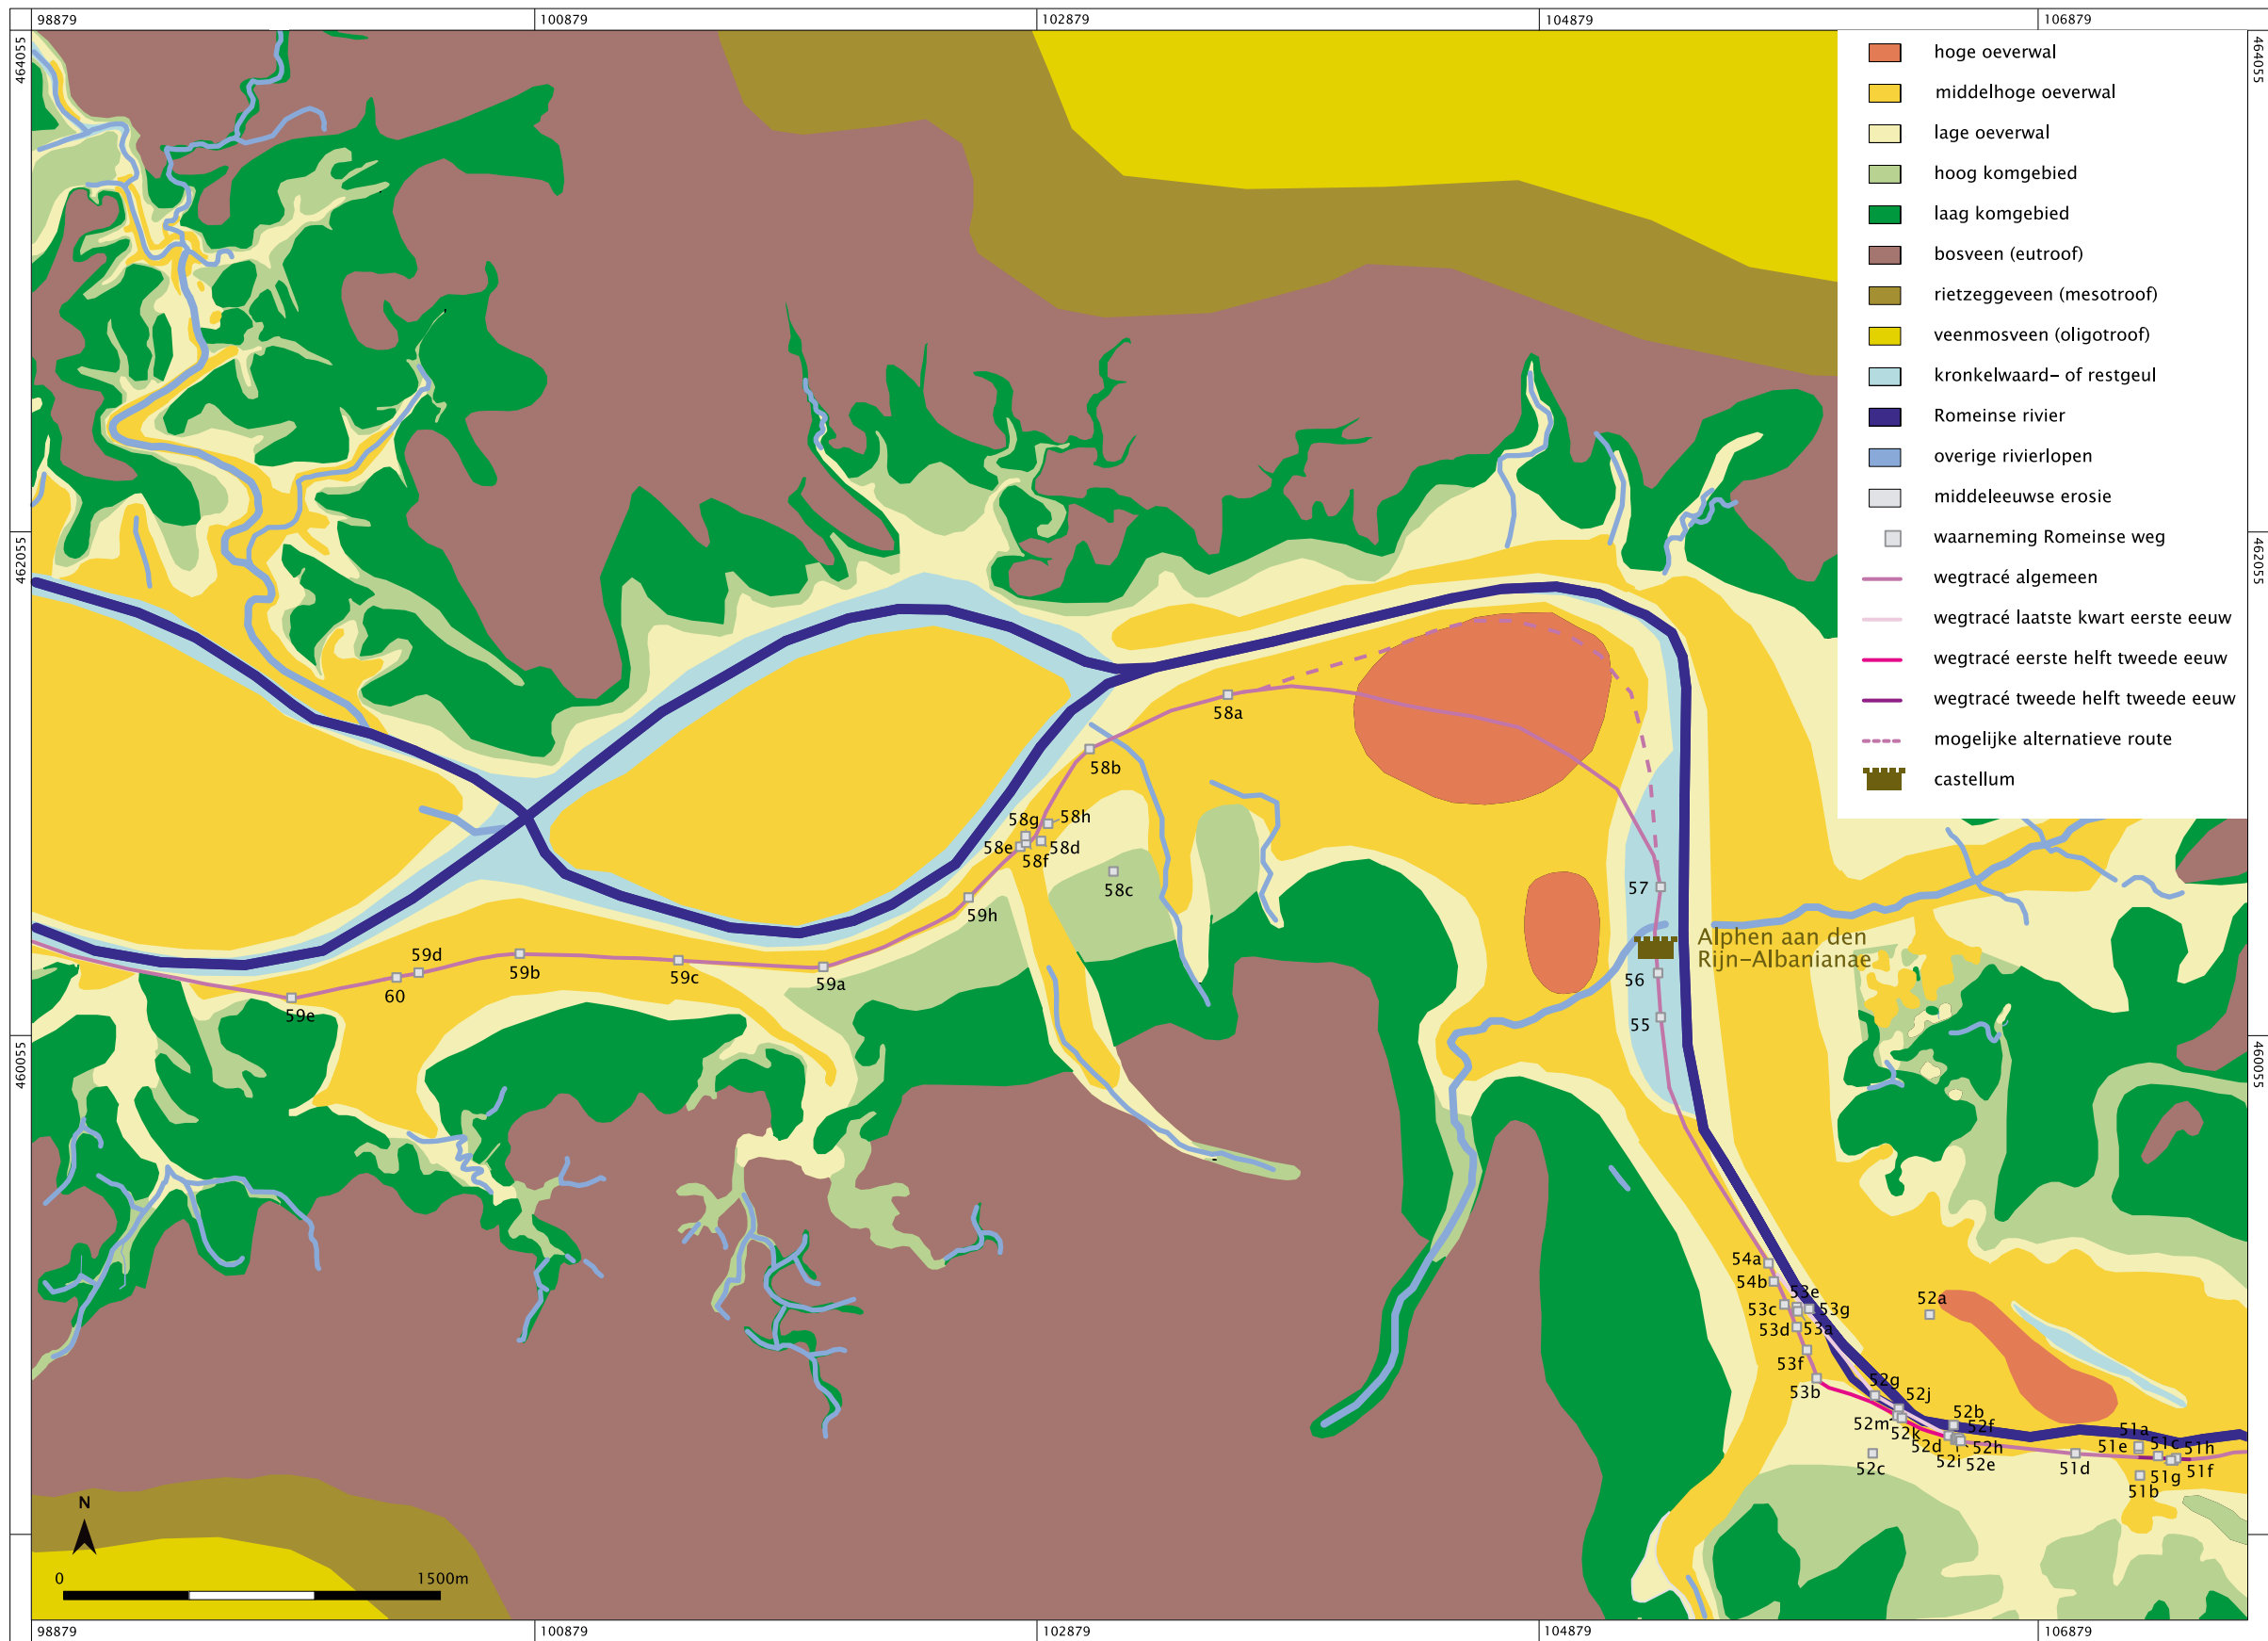 98879
100879
102879
104879
106879
464055
464055
462055
462055
460055
460055
hoge oeverwal
middelhoge oeverwal
lage oeverwal
hoog komgebied
laag komgebied
bosveen (eutroof)
rietzeggeveen (mesotroof)
veenmosveen (oligotroof)
kronkelwaard- of restgeul
Romeinse rivier
overige rivierlopen
middeleeuwse erosie
waarneming Romeinse weg
wegtracé algemeen
wegtracé laatste kwart eerste eeuw
wegtracé eerste helft tweede eeuw
wegtracé tweede helft tweede eeuw
mogelijke alternatieve route
castellum
58a
58b
58g
58h
58e
58d
58f
58c
57
59h
Alphen aan den
Rijn-Albanianae
59d
59b
59c
59a
60
59e
56
55
54a
54b
53e
53c
53g
53d
53a
53f
53b
52a
52g
52j
52m
52k
52b
52f
52d
52h
52i
52e
52c
51a
51e
51c
51h
51d
51g
51f
51b
N
0
1500m
98879
100879
102879
104879
106879